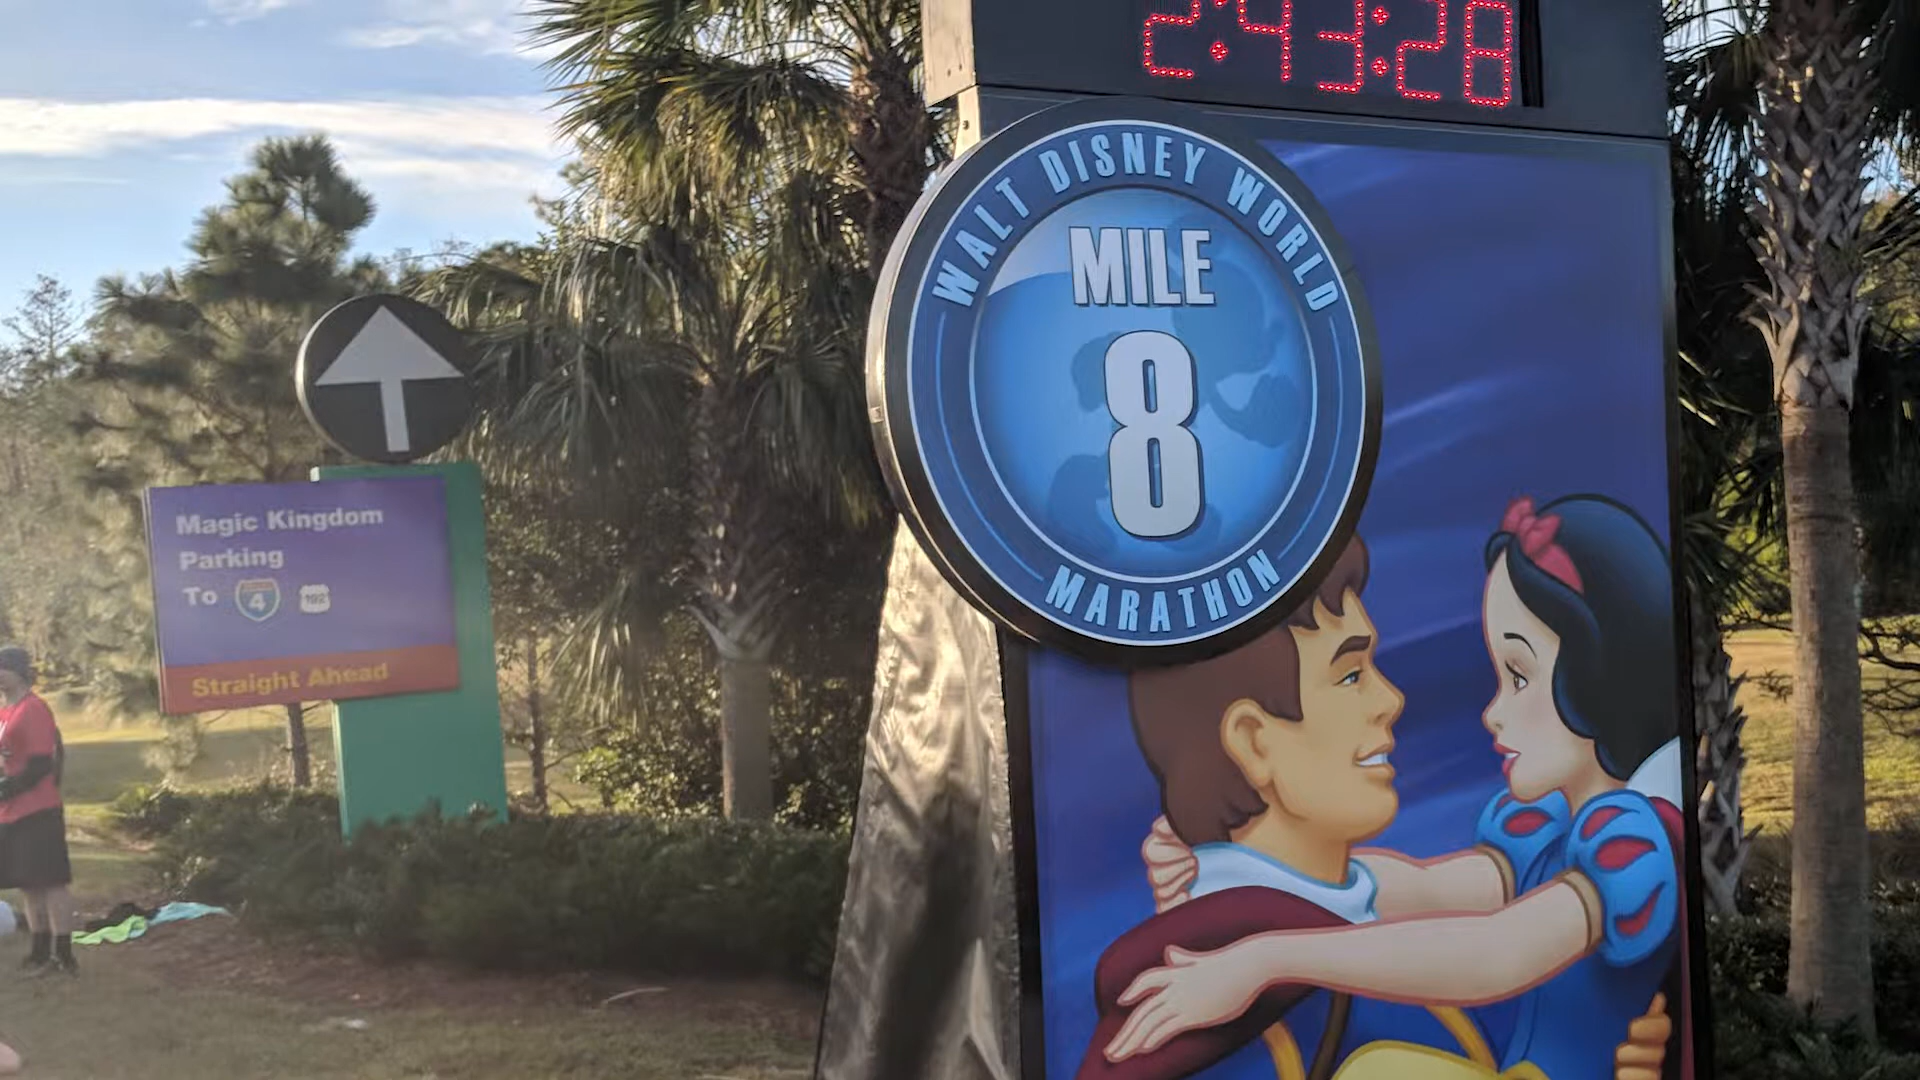 2:43:28
WALT DISNEY WORLD
MILE
8
MARATHON
Magic Kingdom
Parking
To 4 192
Straight Ahead